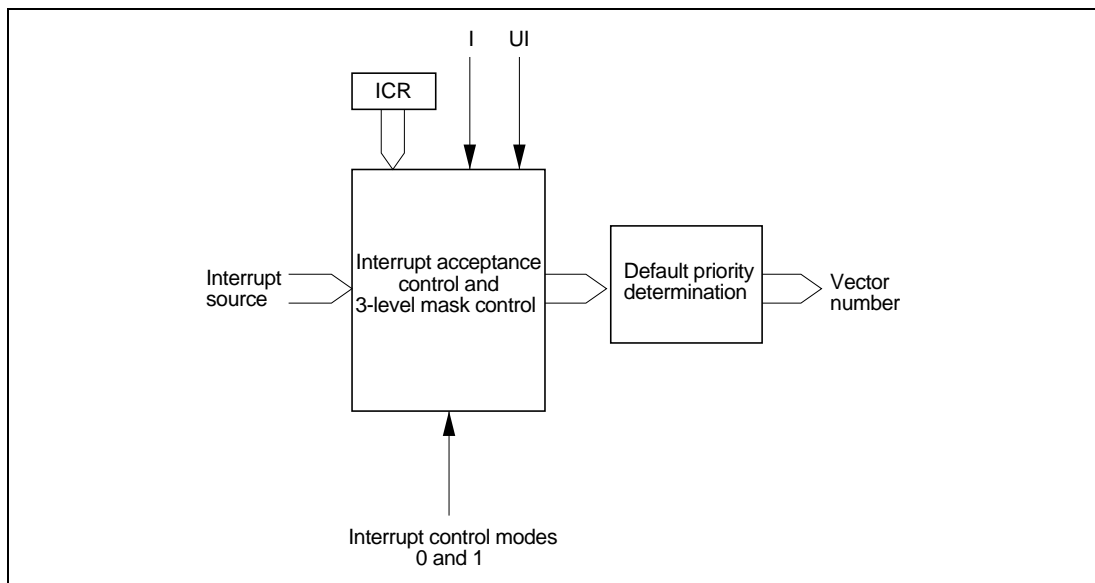 I UI
ICR
Interrupt acceptance
control and
3-level mask control
Interrupt
source
Default priority
determination
Vector
number
Interrupt control modes
0 and 1